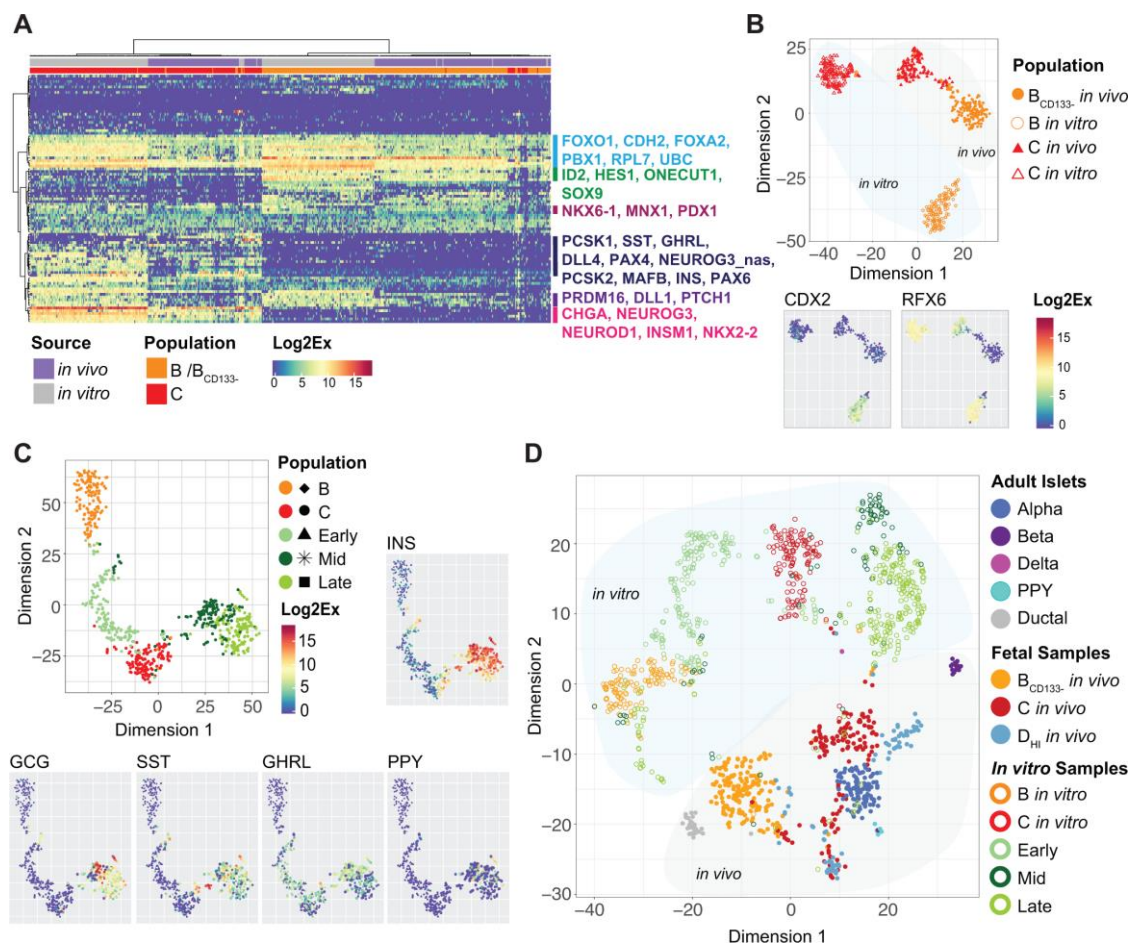 A
FOXO1, CDH2, FOXA2,
PBX1, RPL7, UBC
ID2, HES1, ONECUT1,
SOX9
NKX6-1, MNX1, PDX1
PCSK1, SST, GHRL,
DLL4, PAX4, NEUROG3_nas,
PCSK2, MAFB, INS, PAX6
PRDM16, DLL1, PTCH1
CHGA, NEUROG3,
NEUROD1, INSM1, NKX2-2
Source
in vivo
in vitro
Population
B /BCD133-
C
Log2Ex
0 5 10 15
B
Dimension 2
25
0
−25
−50
−40 −20 0 20
Dimension 1
in vivo
in vitro
Population
BCD133- in vivo
B in vitro
C in vivo
C in vitro
CDX2
RFX6
Log2Ex
15
10
5
0
C
Dimension 2
50
25
0
−25
−25 0 25 50
Dimension 1
Population
B
C
Early
Mid
Late
Log2Ex
15
10
5
0
INS
GCG
SST
GHRL
PPY
D
Dimension 2
20
10
0
−10
−20
−30
−40 −20 0 20
Dimension 1
in vitro
in vivo
Adult Islets
Alpha
Beta
Delta
PPY
Ductal
Fetal Samples
BCD133- in vivo
C in vivo
DHI in vivo
In vitro Samples
B in vitro
C in vitro
Early
Mid
Late